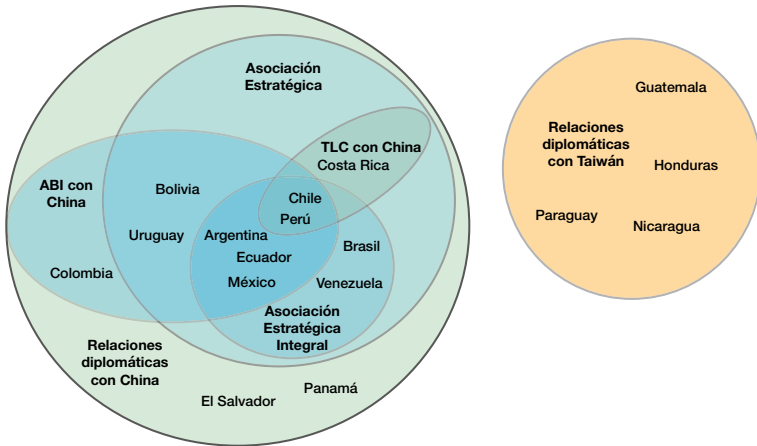 Asociación
Estratégica
TLC con China
Costa Rica
ABI con
China
Bolivia
Chile
Perú
Uruguay
Argentina
Brasil
Ecuador
Colombia
México
Venezuela
Asociación
Estratégica
Integral
Relaciones
diplomáticas
con China
El Salvador
Panamá
Guatemala
Relaciones
diplomáticas
con Taiwán
Honduras
Paraguay
Nicaragua